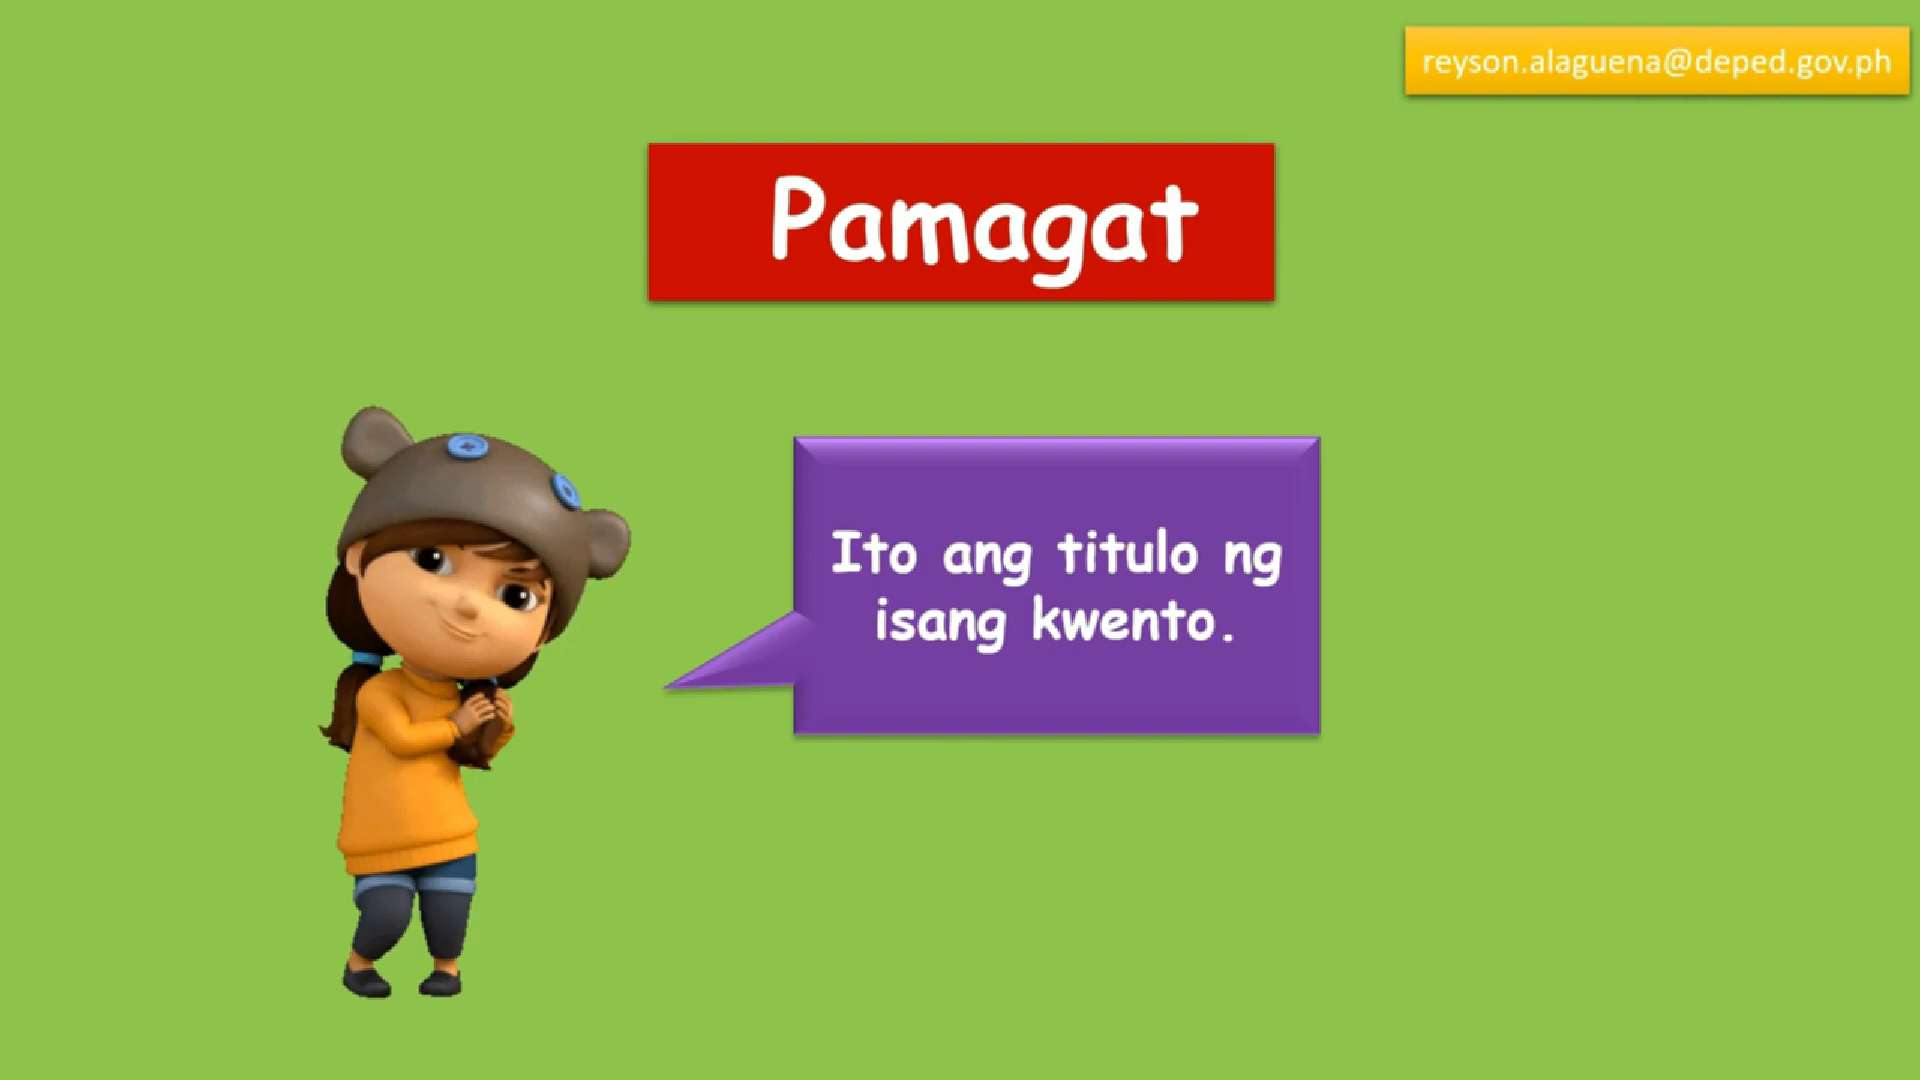 reyson.alaguena@deped.gov.ph
Pamagat
Ito ang titulo ng
isang kwento.